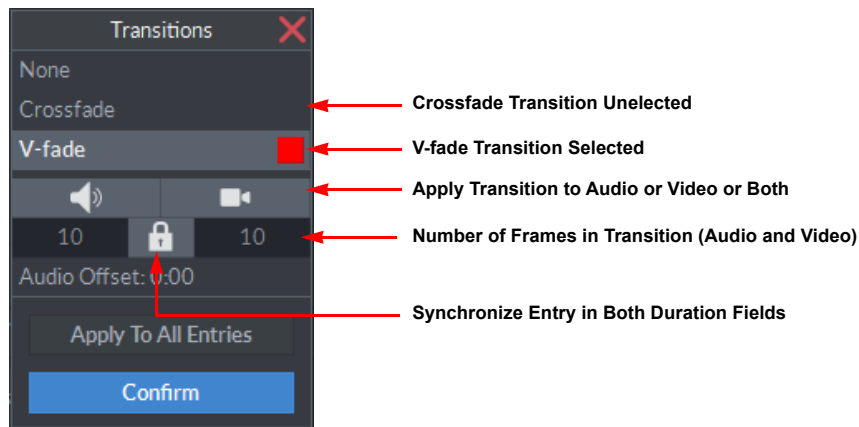 Transitions
None
Crossfade
Crossfade Transition Unelected
V-fade
V-fade Transition Selected
Apply Transition to Audio or Video or Both
10 10
Number of Frames in Transition (Audio and Video)
Audio Offset: 0:00
Synchronize Entry in Both Duration Fields
Apply To All Entries
Confirm